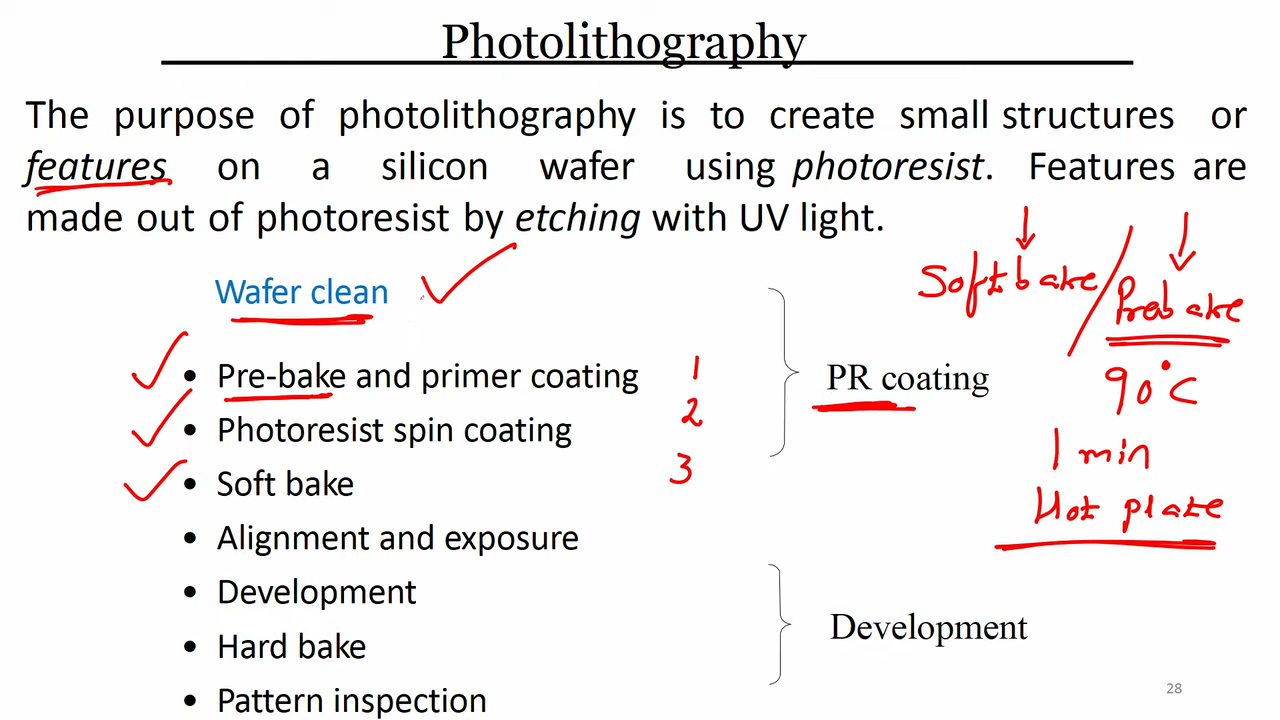 Photolithography
The purpose of photolithography is to create small structures or
features on a silicon wafer using photoresist. Features are
made out of photoresist by etching with UV light.
Wafer clean
• Pre-bake and primer coating 1
• Photoresist spin coating 2
• Soft bake 3
• Alignment and exposure
• Development
• Hard bake
• Pattern inspection
PR coating
Development
Soft bake / Prebake
90°C
1 min
Hot plate
28